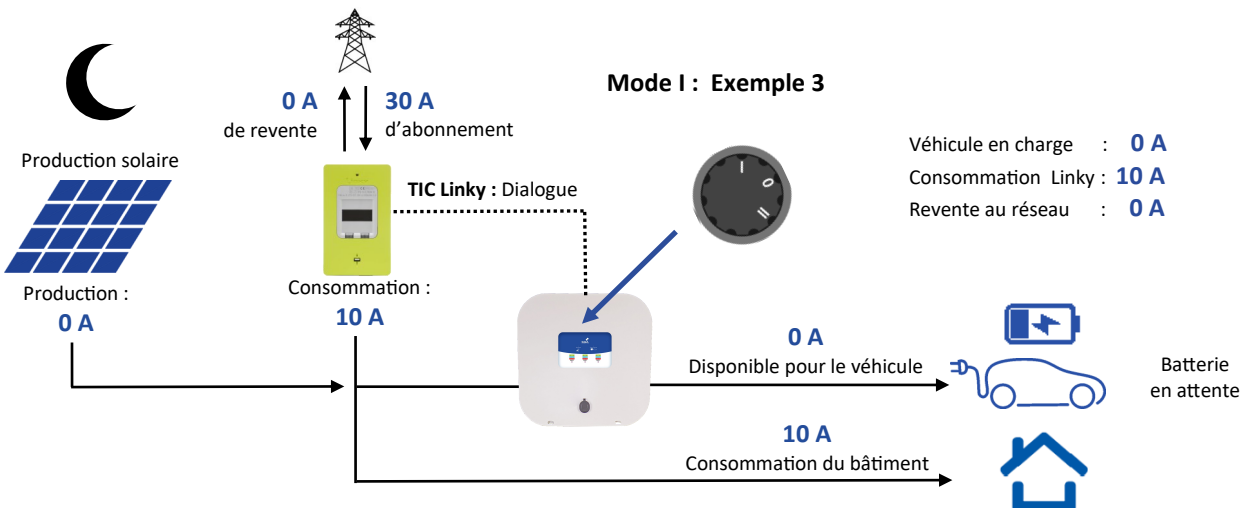 Mode I : Exemple 3
0 A
de revente
30 A
d'abonnement
Production solaire
TIC Linky : Dialogue
I
0
II
Véhicule en charge : 0 A
Consommation Linky : 10 A
Revente au réseau : 0 A
Production :
0 A
Consommation :
10 A
0 A
Disponible pour le véhicule
Batterie
en attente
10 A
Consommation du bâtiment